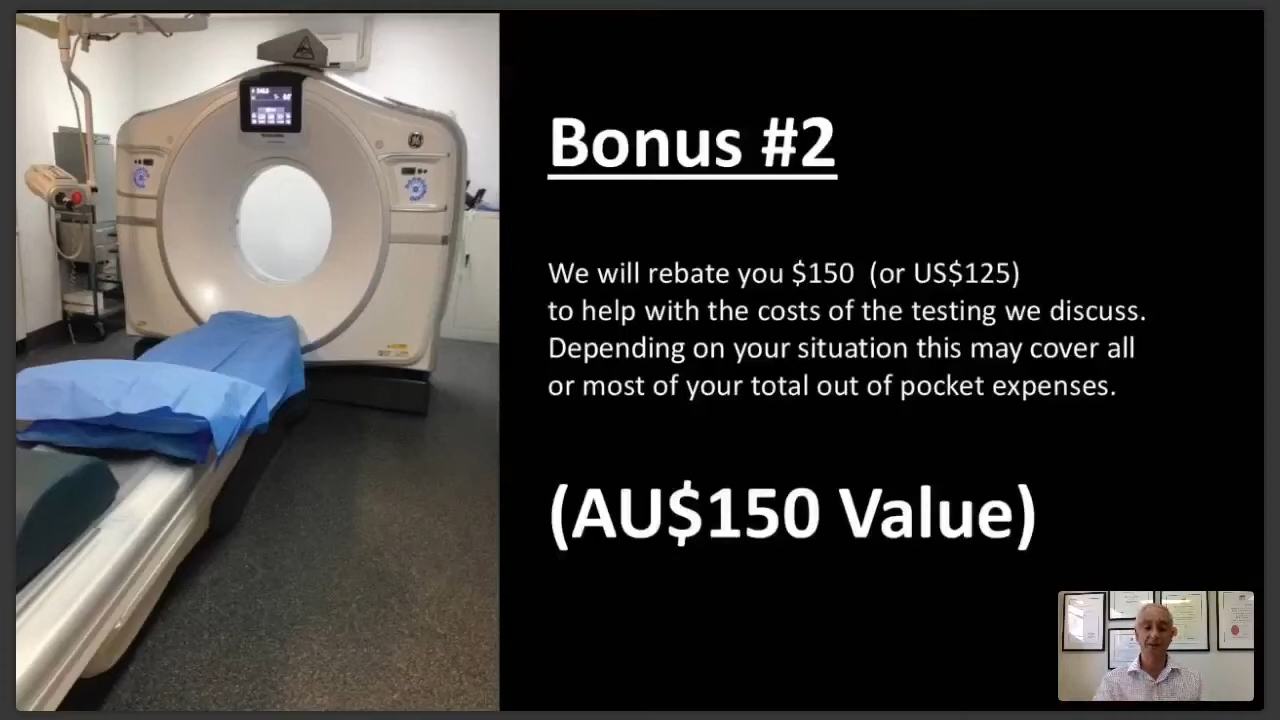 Bonus #2
We will rebate you $150 (or US$125)
to help with the costs of the testing we discuss.
Depending on your situation this may cover all
or most of your total out of pocket expenses.
(AU$150 Value)